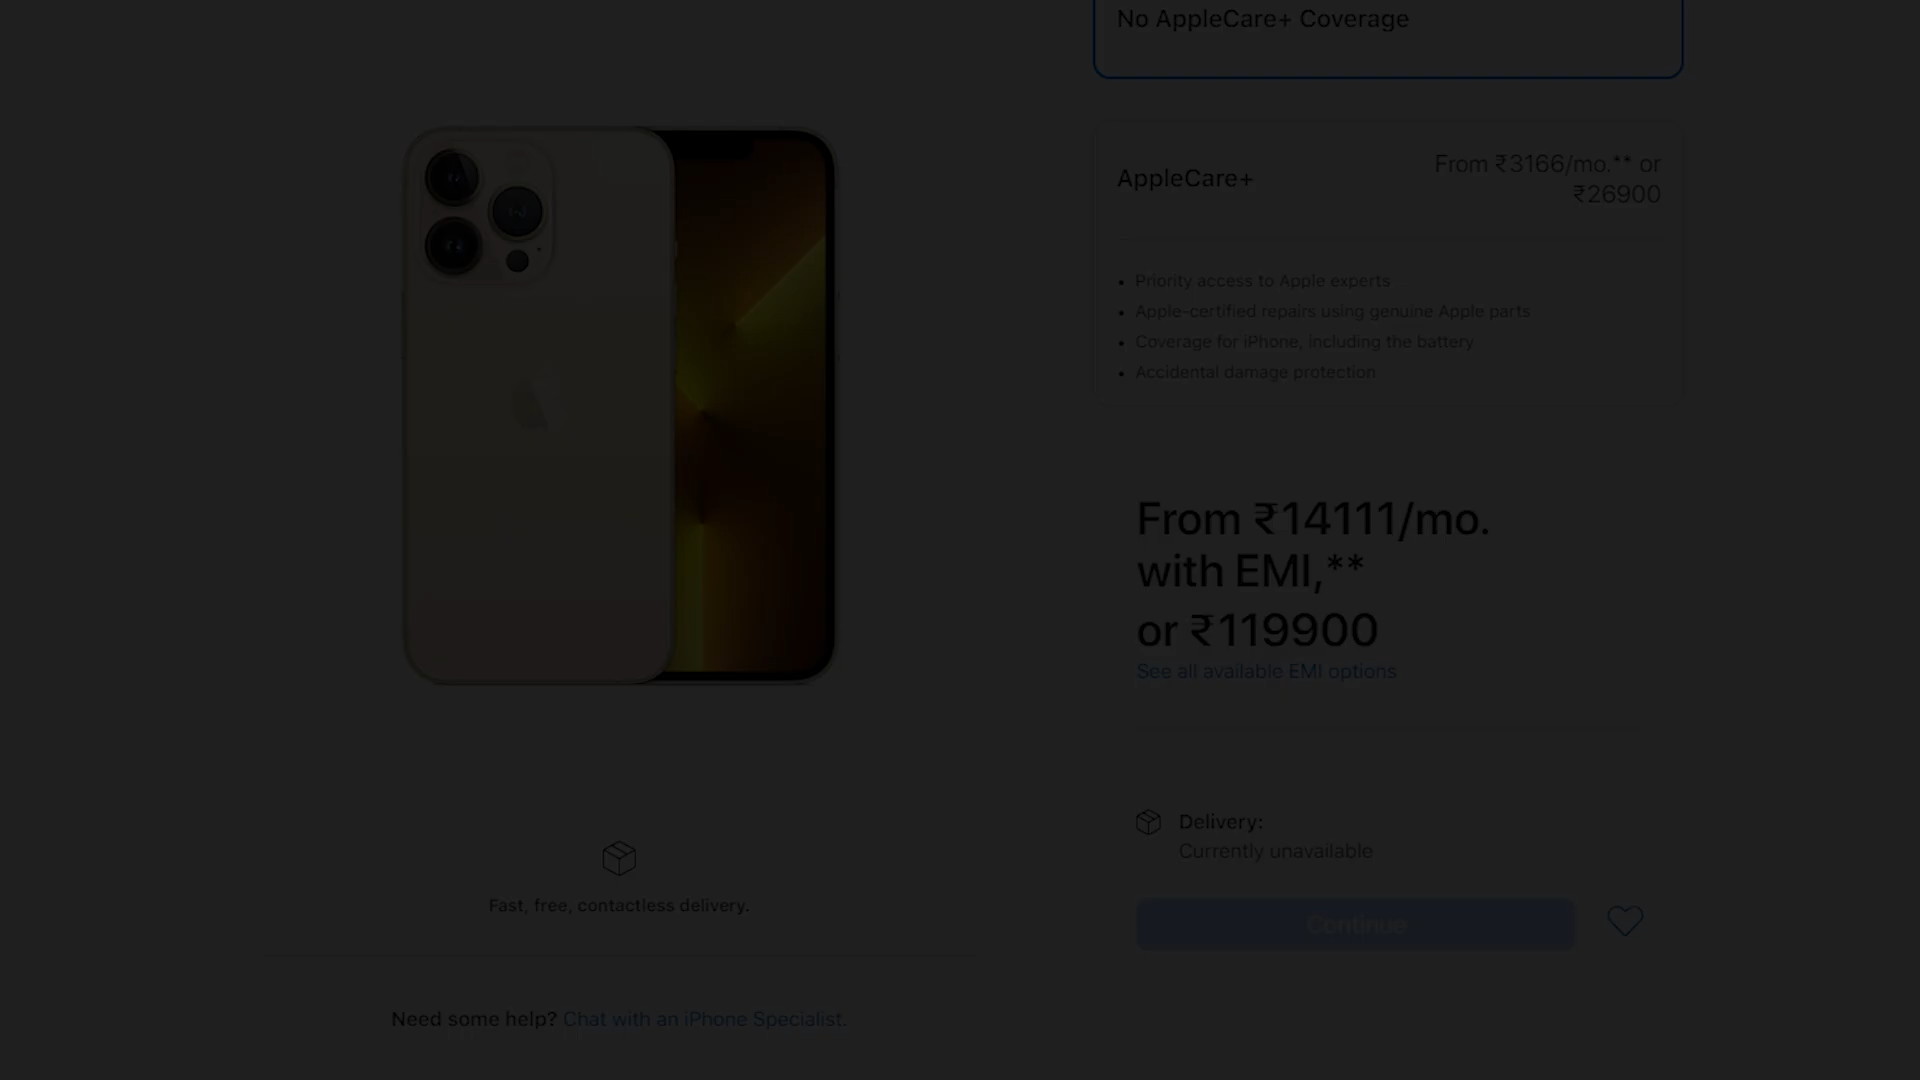 No AppleCare+ Coverage
AppleCare+
From ₹3166/mo.** or
₹26900
Priority access to Apple experts
Apple-certified repairs using genuine Apple parts
Coverage for iPhone, including the battery
Accidental damage protection
From ₹14111/mo.
with EMI,**
or ₹119900
See all available EMI options
Delivery:
Currently unavailable
Continue
Fast, free, contactless delivery.
Need some help? Chat with an iPhone Specialist.